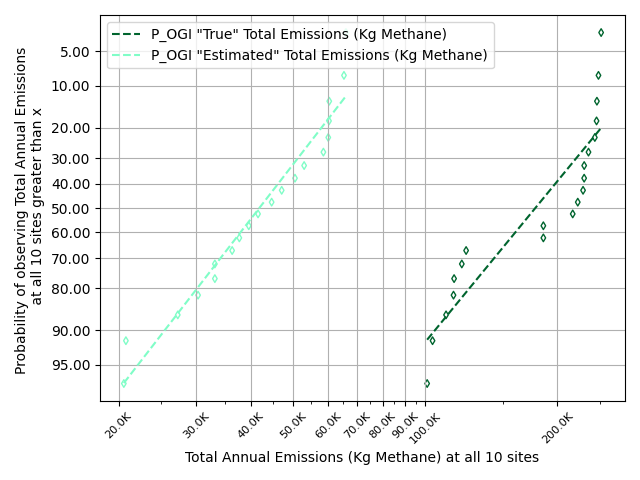 P_OGI "True" Total Emissions (Kg Methane)
P_OGI "Estimated" Total Emissions (Kg Methane)
Probability of observing Total Annual Emissions
at all 10 sites greater than x
5.00
10.00
20.00
30.00
40.00
50.00
60.00
70.00
80.00
90.00
95.00
20.0K
30.0K
40.0K
50.0K
60.0K
70.0K
80.0K
90.0K
100.0K
200.0K
Total Annual Emissions (Kg Methane) at all 10 sites